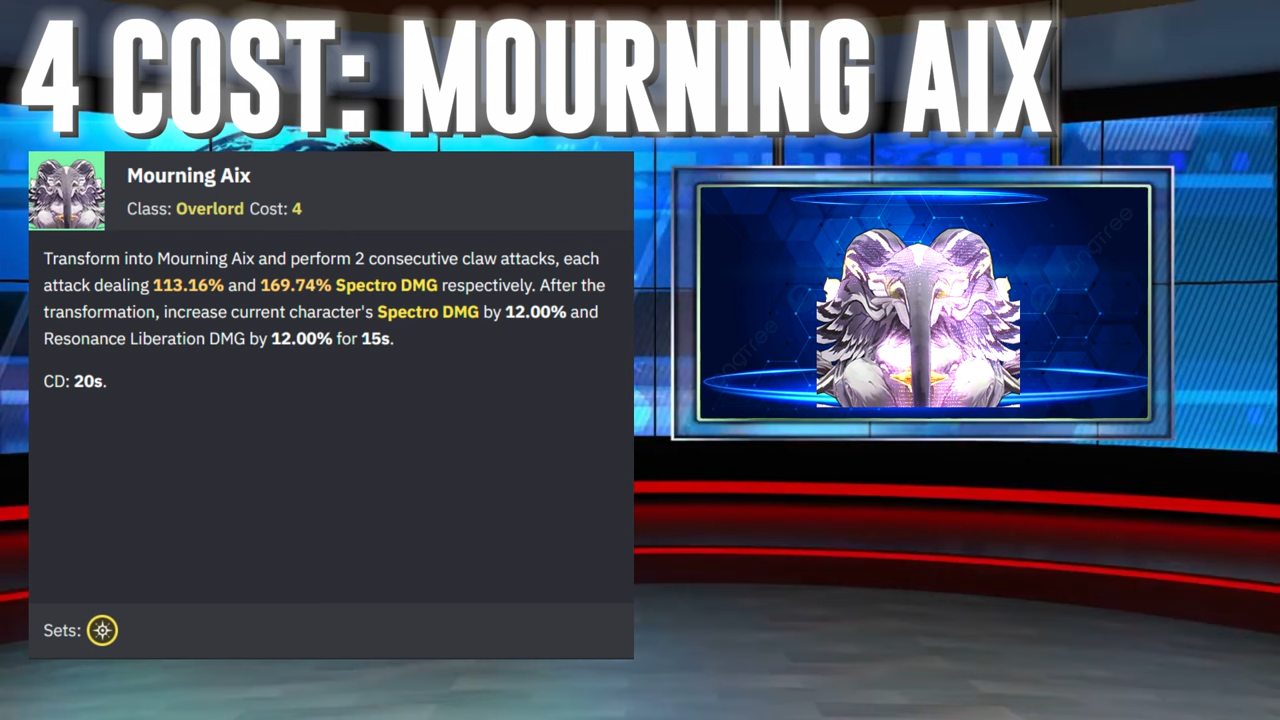 4 COST: MOURNING AIX
Mourning Aix
Class: Overlord Cost: 4
Transform into Mourning Aix and perform 2 consecutive claw attacks, each
attack dealing 113.16% and 169.74% Spectro DMG respectively. After the
transformation, increase current character's Spectro DMG by 12.00% and
Resonance Liberation DMG by 12.00% for 15s.
CD: 20s.
Sets: